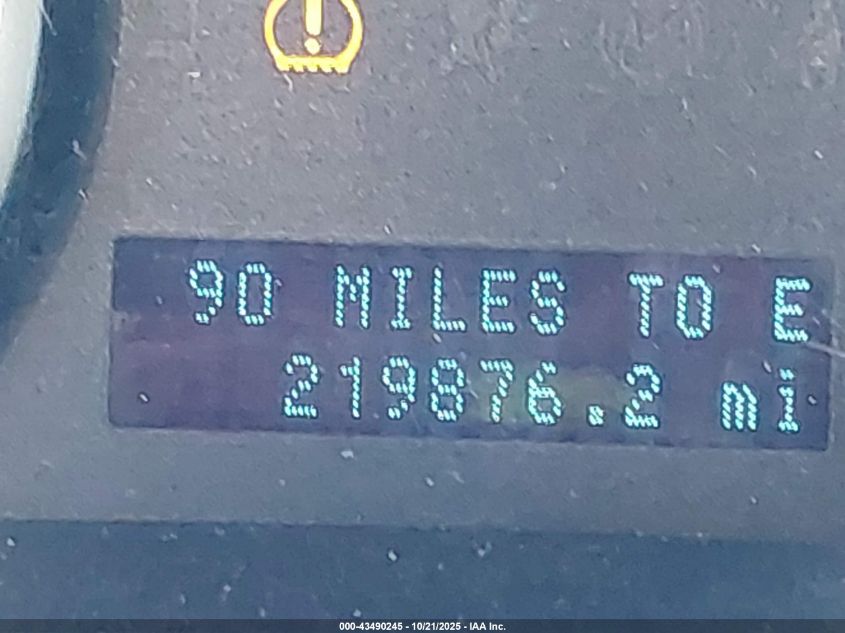 90 MILES TO E
219876.2 mi
000-43490245 - 10/21/2025 - IAA Inc.